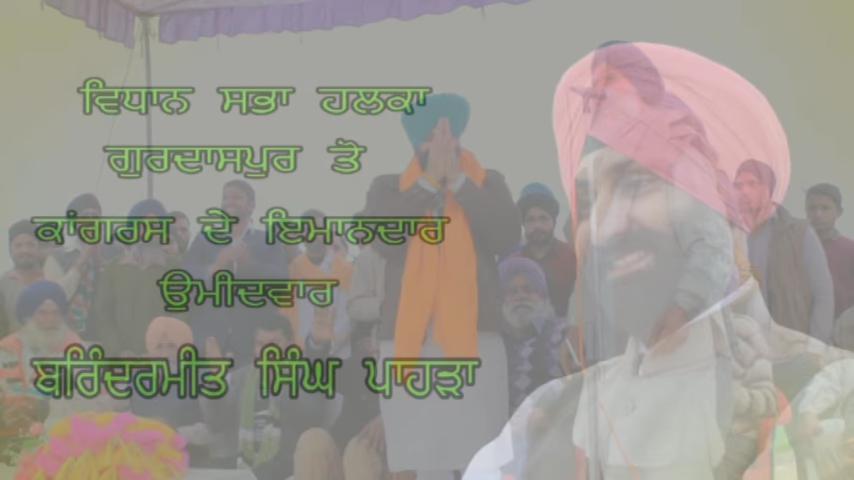 ਵਿਧਾਨ ਸਭਾ ਹਲਕਾ
ਗੁਰਦਾਸਪੁਰ ਤੋ
ਕਾਂਗਰਸ ਦੇ ਇਮਾਨਦਾਰ
ਉਮੀਦਵਾਰ
ਬਰਿੰਦਰਮੀਤ ਸਿੰਘ ਪਾਹੜਾ